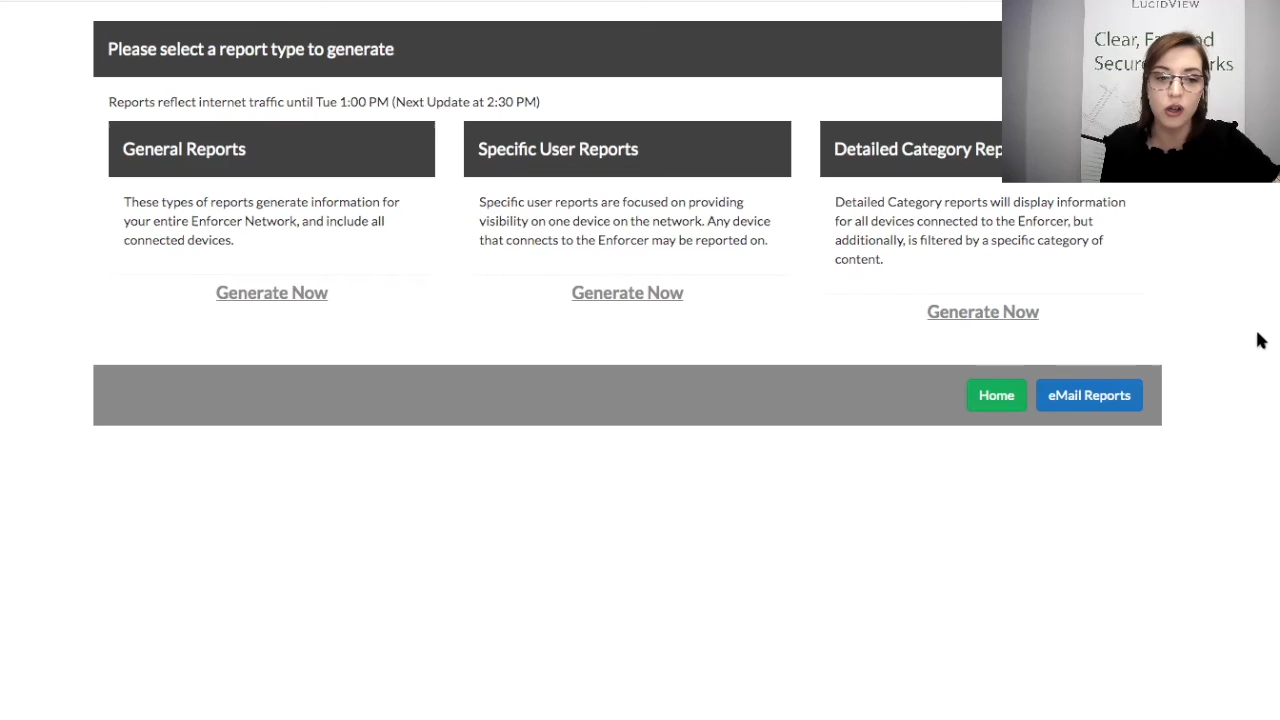 LUCIDVIEW
Clear, 
Secure
Please select a report type to generate
Reports reflect internet traffic until Tue 1:00 PM (Next Update at 2:30 PM)
General Reports
These types of reports generate information for
your entire Enforcer Network, and include all
connected devices.
Generate Now
Specific User Reports
Specific user reports are focused on providing
visibility on one device on the network. Any device
that connects to the Enforcer may be reported on.
Generate Now
Detailed Category
Detailed Category reports will display information
for all devices connected to the Enforcer, but
additionally, is filtered by a specific category of
content.
Generate Now
Home
eMail Reports